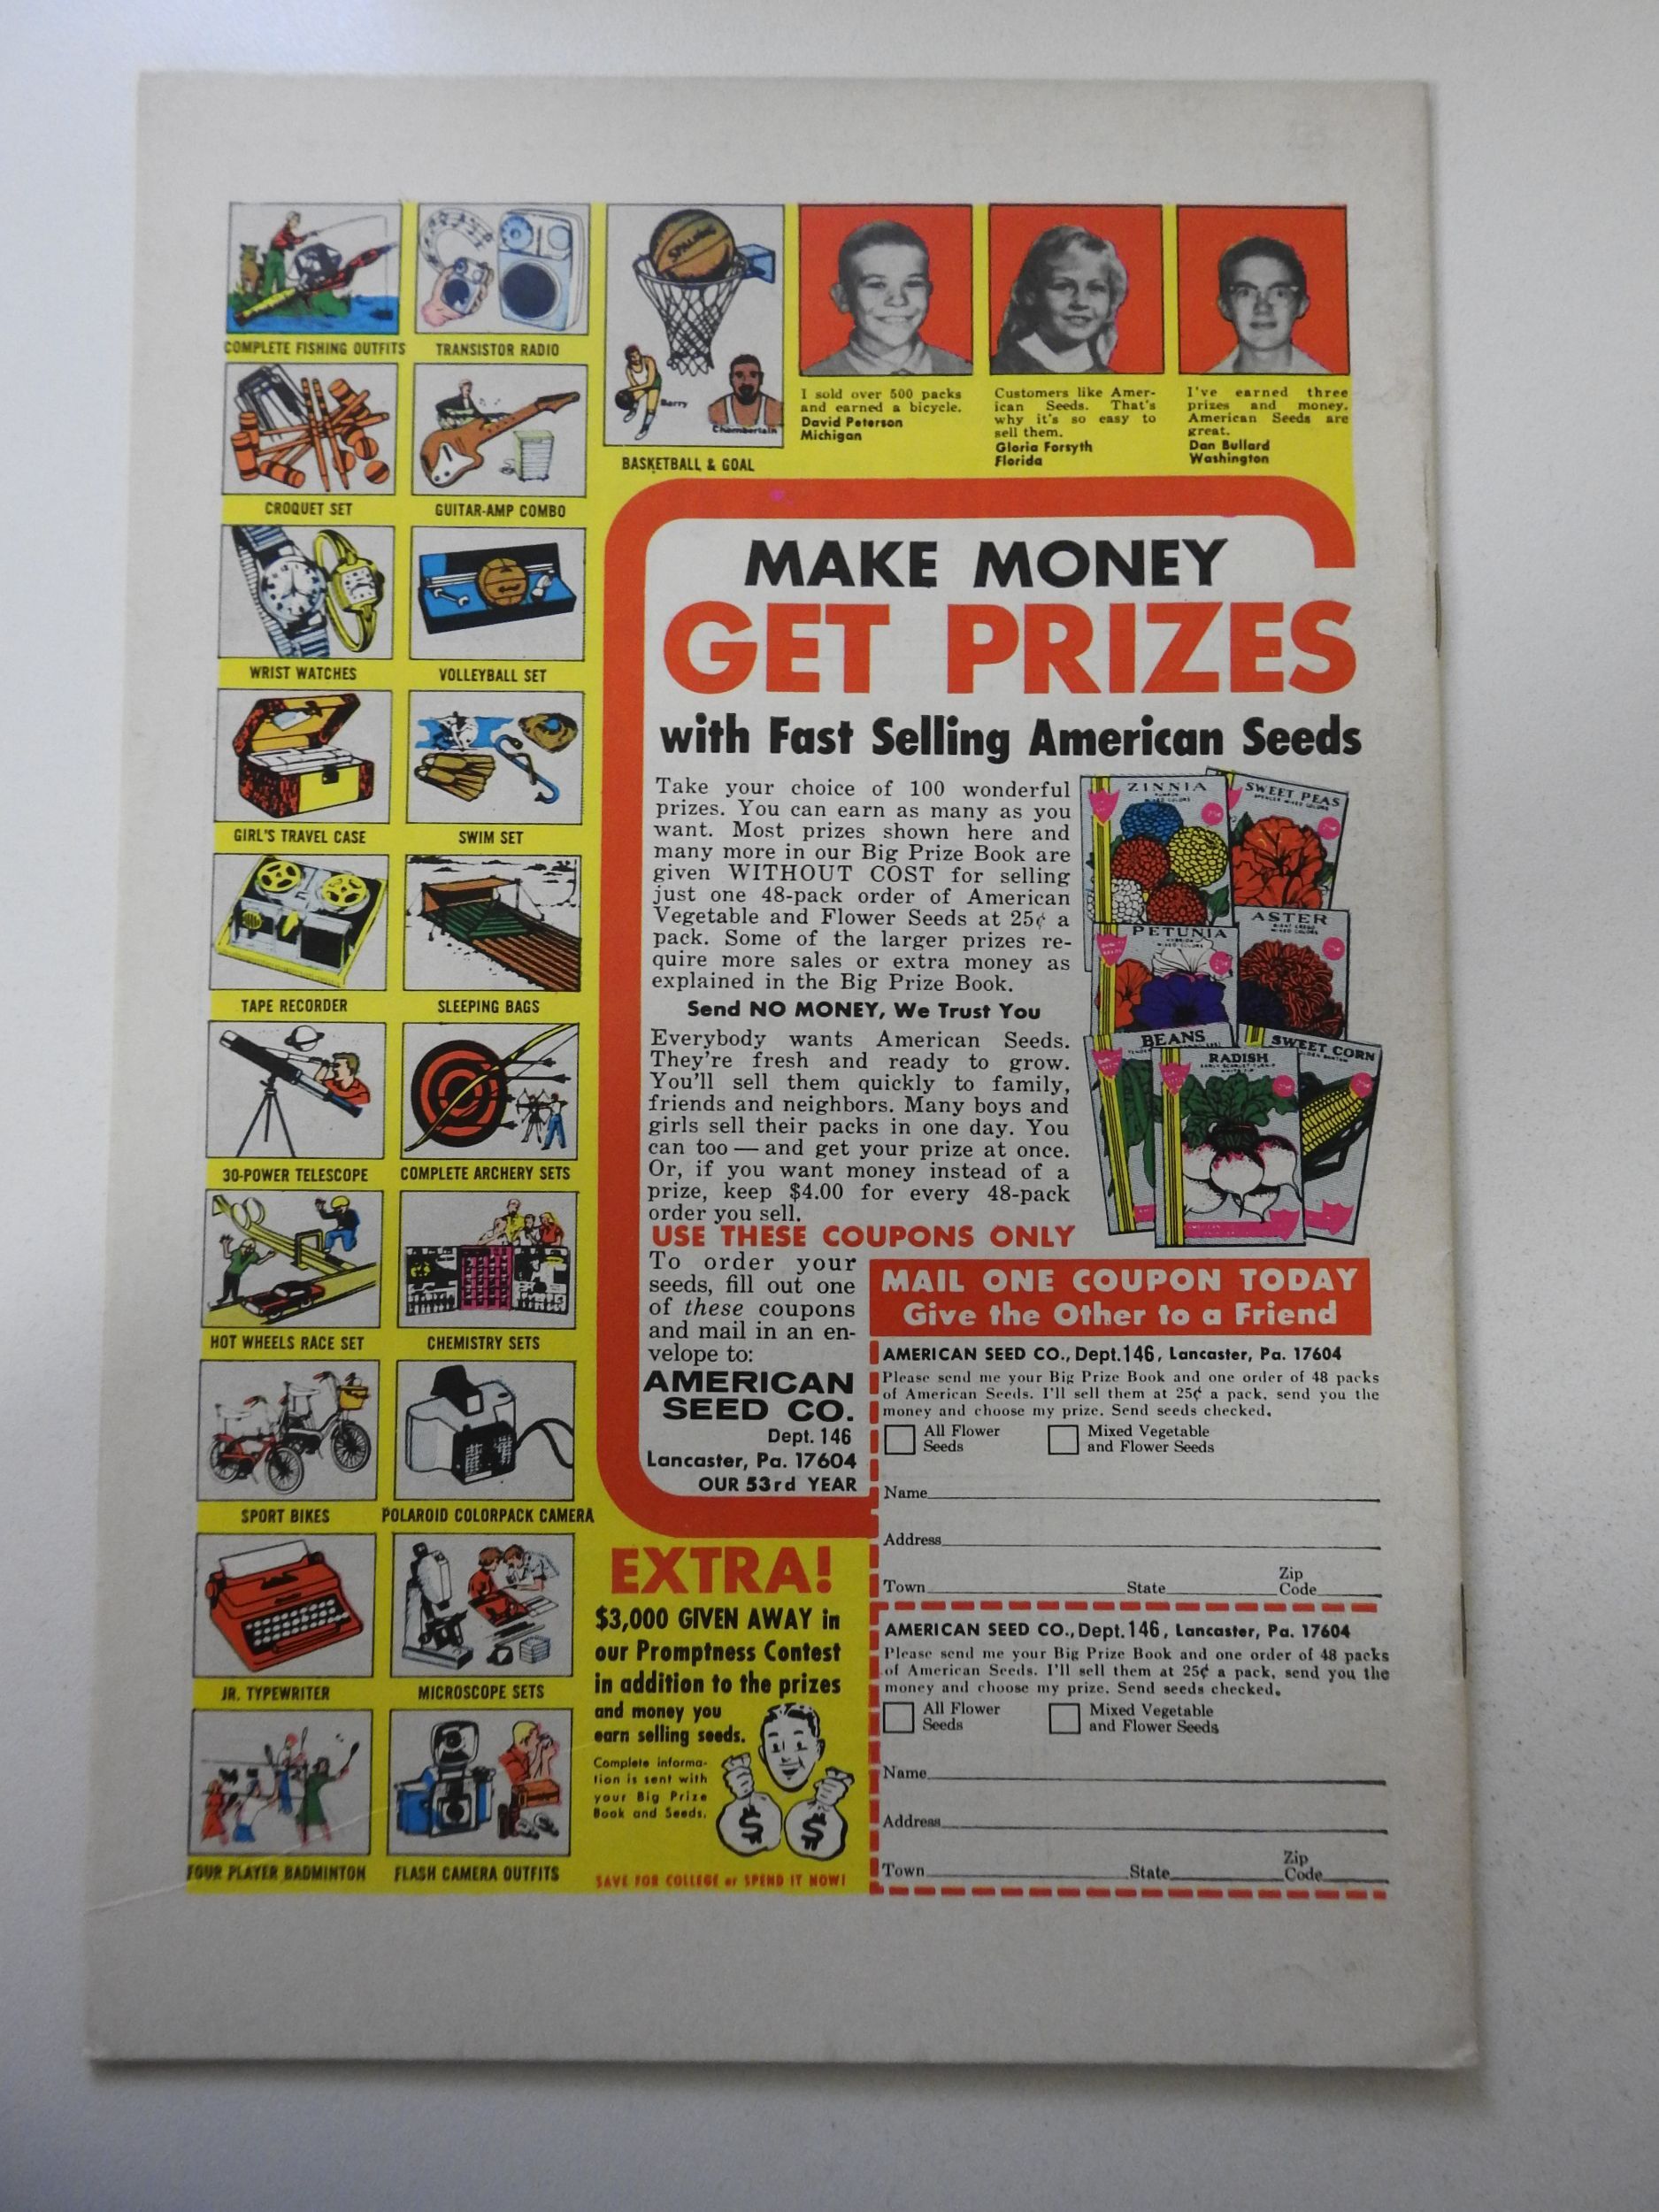 COMPLETE FISHING OUTFITS
TRANSISTOR RADIO
CROQUET SET
GUITAR-AMP COMBO
WRIST WATCHES
VOLLEYBALL SET
GIRL'S TRAVEL CASE
SWIM SET
TAPE RECORDER
SLEEPING BAGS
30-POWER TELESCOPE
COMPLETE ARCHERY SETS
HOT WHEELS RACE SET
CHEMISTRY SETS
SPORT BIKES
POLAROID COLORPACK CAMERA
JR. TYPEWRITER
MICROSCOPE SETS
FOUR PLAYER BADMINTON
FLASH CAMERA OUTFITS
SPALDING
Barry
Chamberlain
BASKETBALL & GOAL
I sold over 500 packs
and earned a bicycle.
David Peterson
Michigan
Customers like Amer-
ican Seeds. That's
why it's so easy to
sell them.
Gloria Forsyth
Florida
I've earned three
prizes and money.
American Seeds are
great.
Dan Bullard
Washington
MAKE MONEY
GET PRIZES
with Fast Selling American Seeds
Take your choice of 100 wonderful
prizes. You can earn as many as you
want. Most prizes shown here and
many more in our Big Prize Book are
given WITHOUT COST for selling
just one 48-pack order of American
Vegetable and Flower Seeds at 25¢ a
pack. Some of the larger prizes re-
quire more sales or extra money as
explained in the Big Prize Book.
Send NO MONEY, We Trust You
Everybody wants American Seeds.
They're fresh and ready to grow.
You'll sell them quickly to family,
friends and neighbors. Many boys and
girls sell their packs in one day. You
can too — and get your prize at once.
Or, if you want money instead of a
prize, keep $4.00 for every 48-pack
order you sell.
ZINNIA
SWEET PEAS
PETUNIA
ASTER
BEANS
RADISH
SWEET CORN
USE THESE COUPONS ONLY
To order your
seeds, fill out one
of these coupons
and mail in an en-
velope to:
AMERICAN
SEED CO.
Dept. 146
Lancaster, Pa. 17604
OUR 53rd YEAR
EXTRA!
$3,000 GIVEN AWAY in
our Promptness Contest
in addition to the prizes
and money you
earn selling seeds.
Complete informa-
tion is sent with
your Big Prize
Book and Seeds.
$ $
SAVE FOR COLLEGE or SPEND IT NOW!
MAIL ONE COUPON TODAY
Give the Other to a Friend
AMERICAN SEED CO., Dept. 146, Lancaster, Pa. 17604
Please send me your Big Prize Book and one order of 48 packs
of American Seeds. I'll sell them at 25¢ a pack, send you the
money and choose my prize. Send seeds checked.
All Flower
Seeds
Mixed Vegetable
and Flower Seeds
Name
Address
Town State Zip
Code
AMERICAN SEED CO., Dept. 146, Lancaster, Pa. 17604
Please send me your Big Prize Book and one order of 48 packs
of American Seeds. I'll sell them at 25¢ a pack, send you the
money and choose my prize. Send seeds checked.
All Flower
Seeds
Mixed Vegetable
and Flower Seeds
Name
Address
Town State Zip
Code